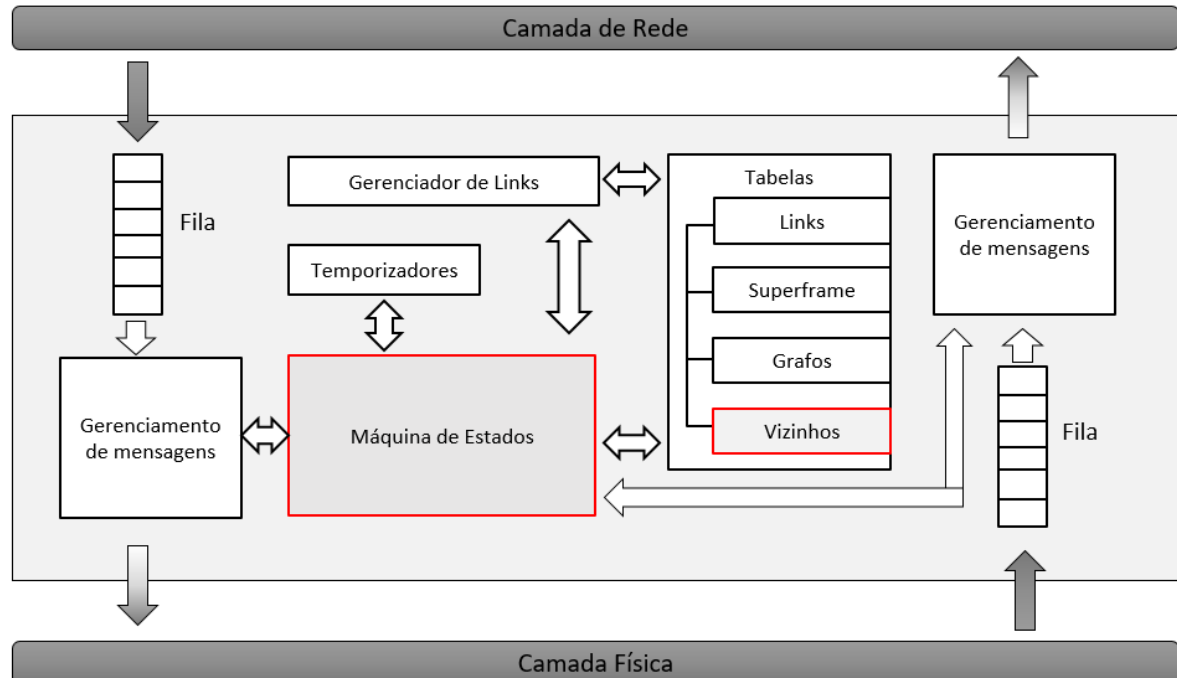 Camada de Rede
Fila
Gerenciador de Links
Temporizadores
Gerenciamento
de mensagens
Máquina de Estados
Tabelas
Links
Superframe
Grafos
Vizinhos
Gerenciamento
de mensagens
Fila
Camada Física